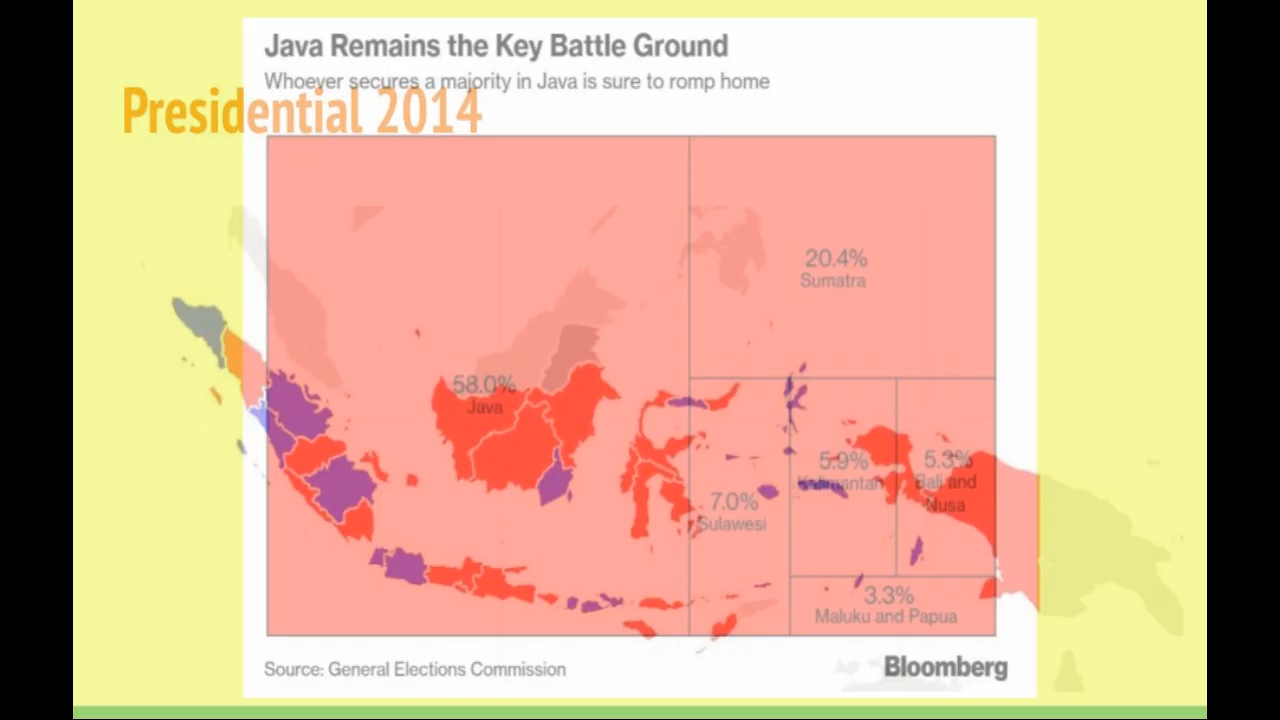 Java Remains the Key Battle Ground
Whoever secures a majority in Java is sure to romp home
Presidential 2014
20.4%
Sumatra
58.0%
Java
5.9%
Kalimantan
5.3%
Bali and
Nusa
7.0%
Sulawesi
3.3%
Maluku and Papua
Source: General Elections Commission
Bloomberg